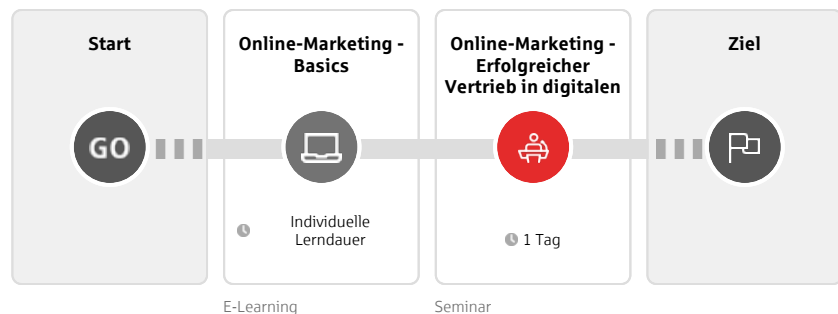 Start
GO
Online-Marketing -
Basics
Individuelle
Lerndauer
E-Learning
Online-Marketing -
Erfolgreicher
Vertrieb in digitalen
1 Tag
Seminar
Ziel